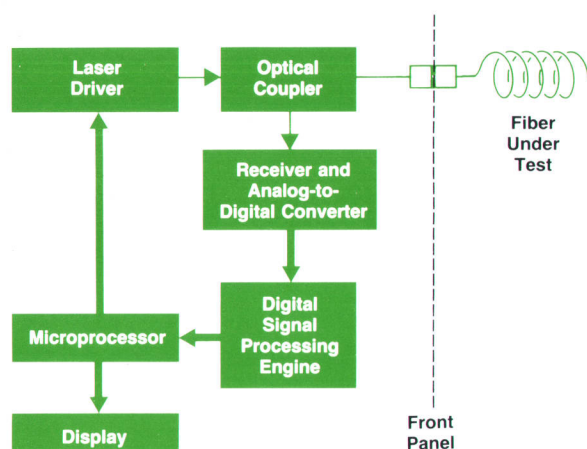 Laser
Driver
Optical
Coupler
Fiber
Under
Test
Receiver and
Analog-to-
Digital Converter
Digital
Signal
Processing
Engine
Microprocessor
Display
Front
Panel